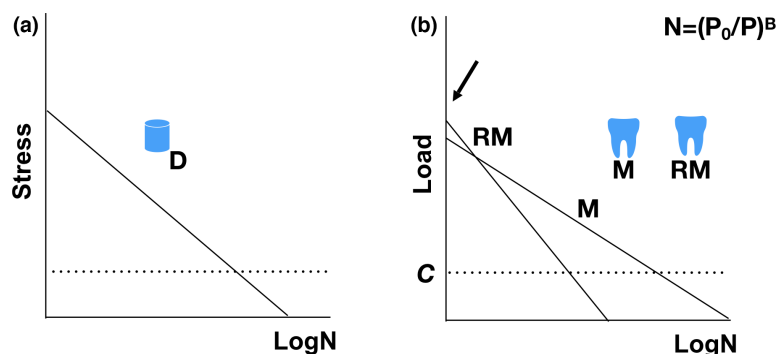 (a)
Stress
D
LogN
(b)
N=(P₀/P)ᴮ
Load
RM
M
M
RM
C
LogN